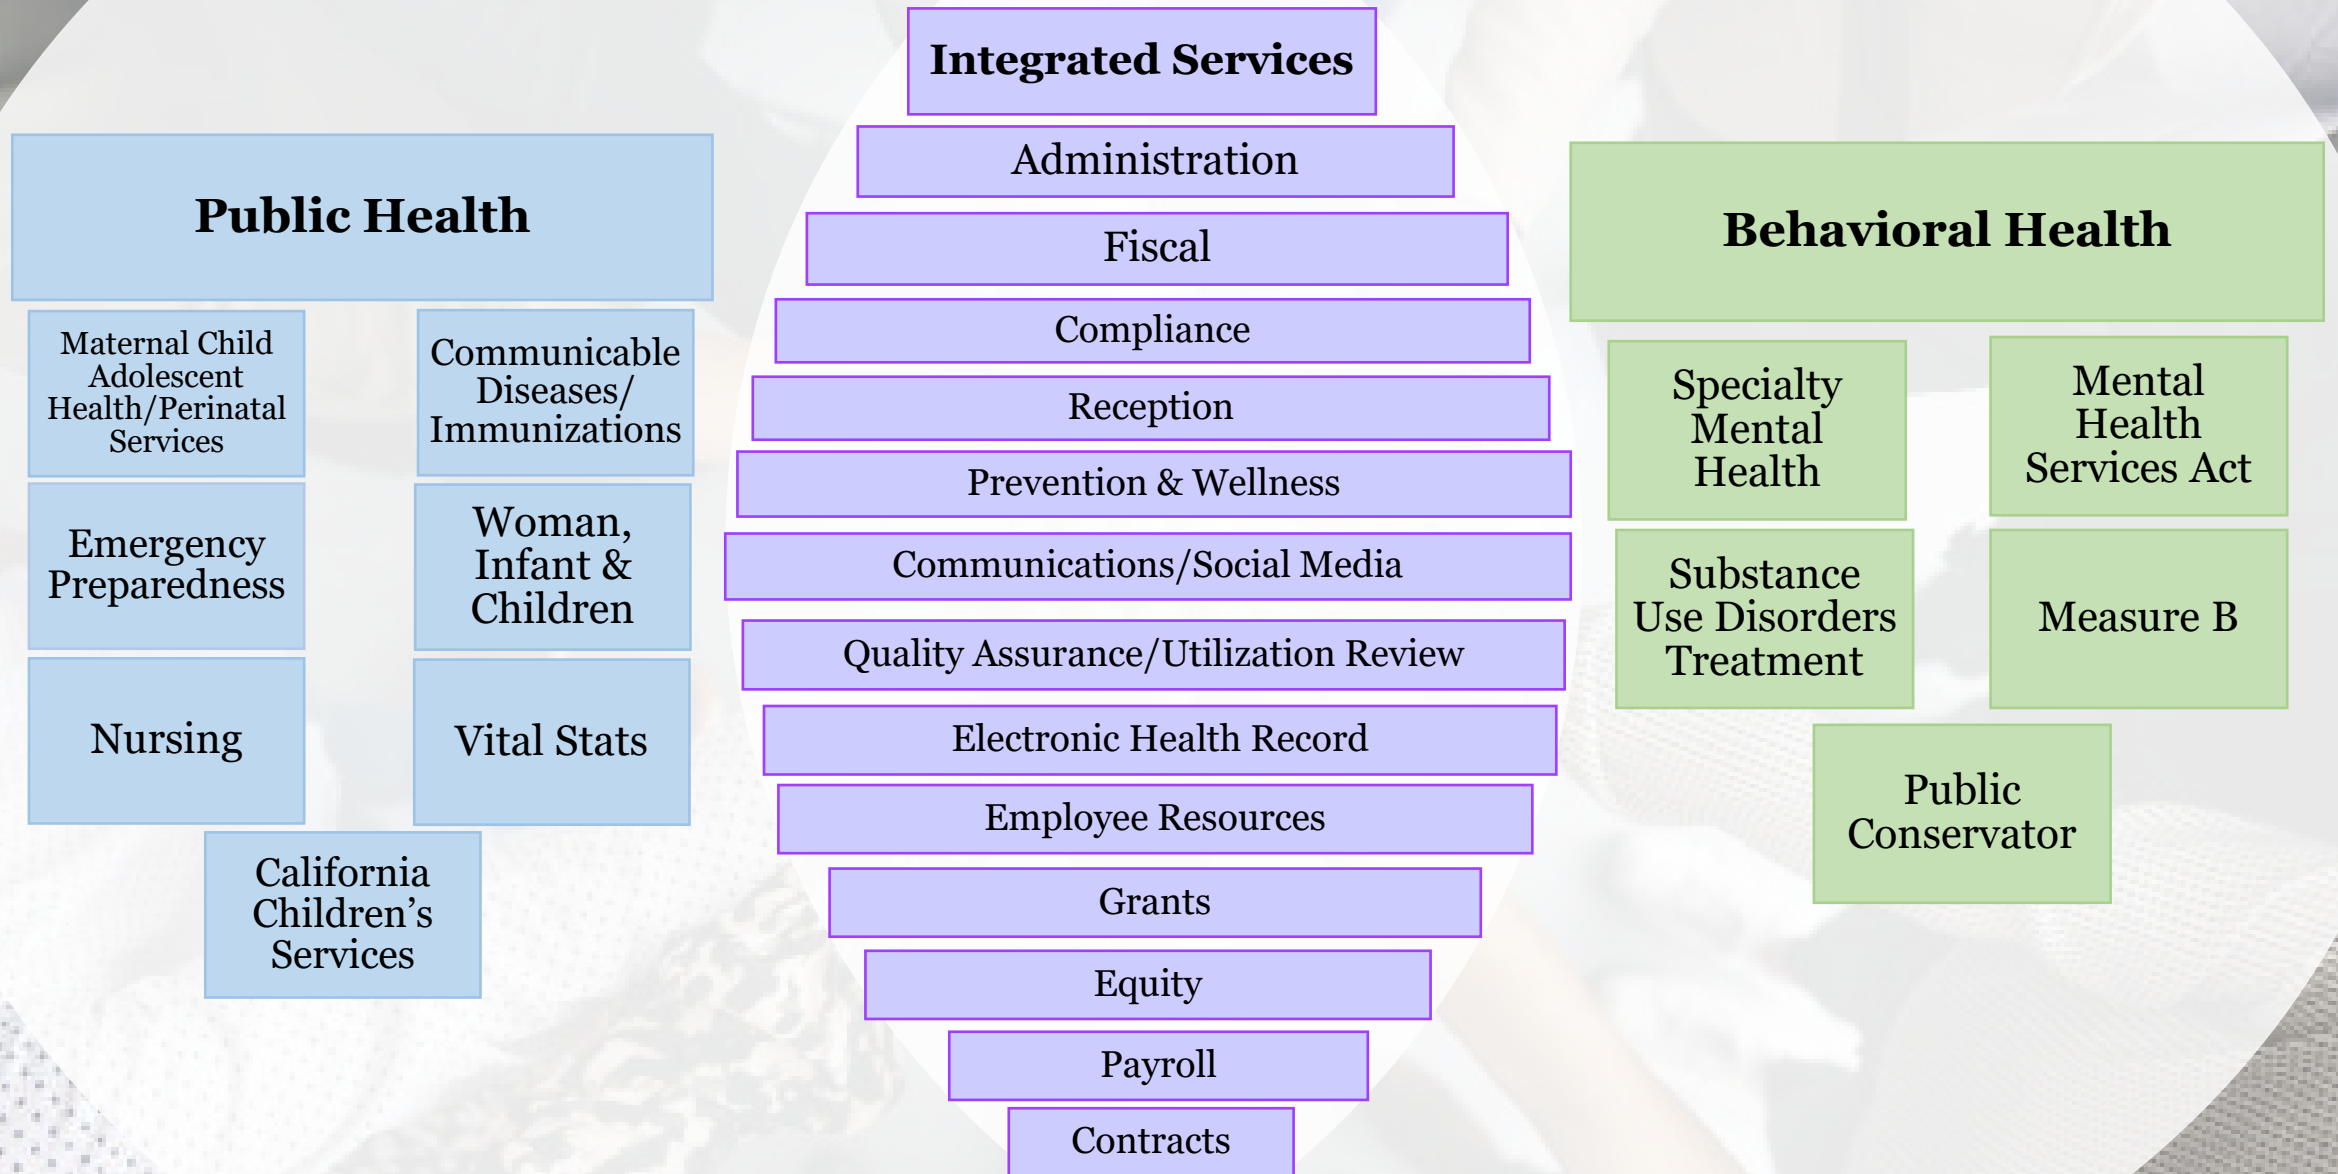 Integrated Services
Administration
Fiscal
Compliance
Reception
Prevention & Wellness
Communications/Social Media
Quality Assurance/Utilization Review
Electronic Health Record
Employee Resources
Grants
Equity
Payroll
Contracts
Public Health
Maternal Child
Adolescent
Health/Perinatal
Services
Communicable
Diseases/
Immunizations
Emergency
Preparedness
Woman,
Infant &
Children
Nursing
Vital Stats
California
Children’s
Services
Behavioral Health
Specialty
Mental
Health
Mental
Health
Services Act
Substance
Use Disorders
Treatment
Measure B
Public
Conservator